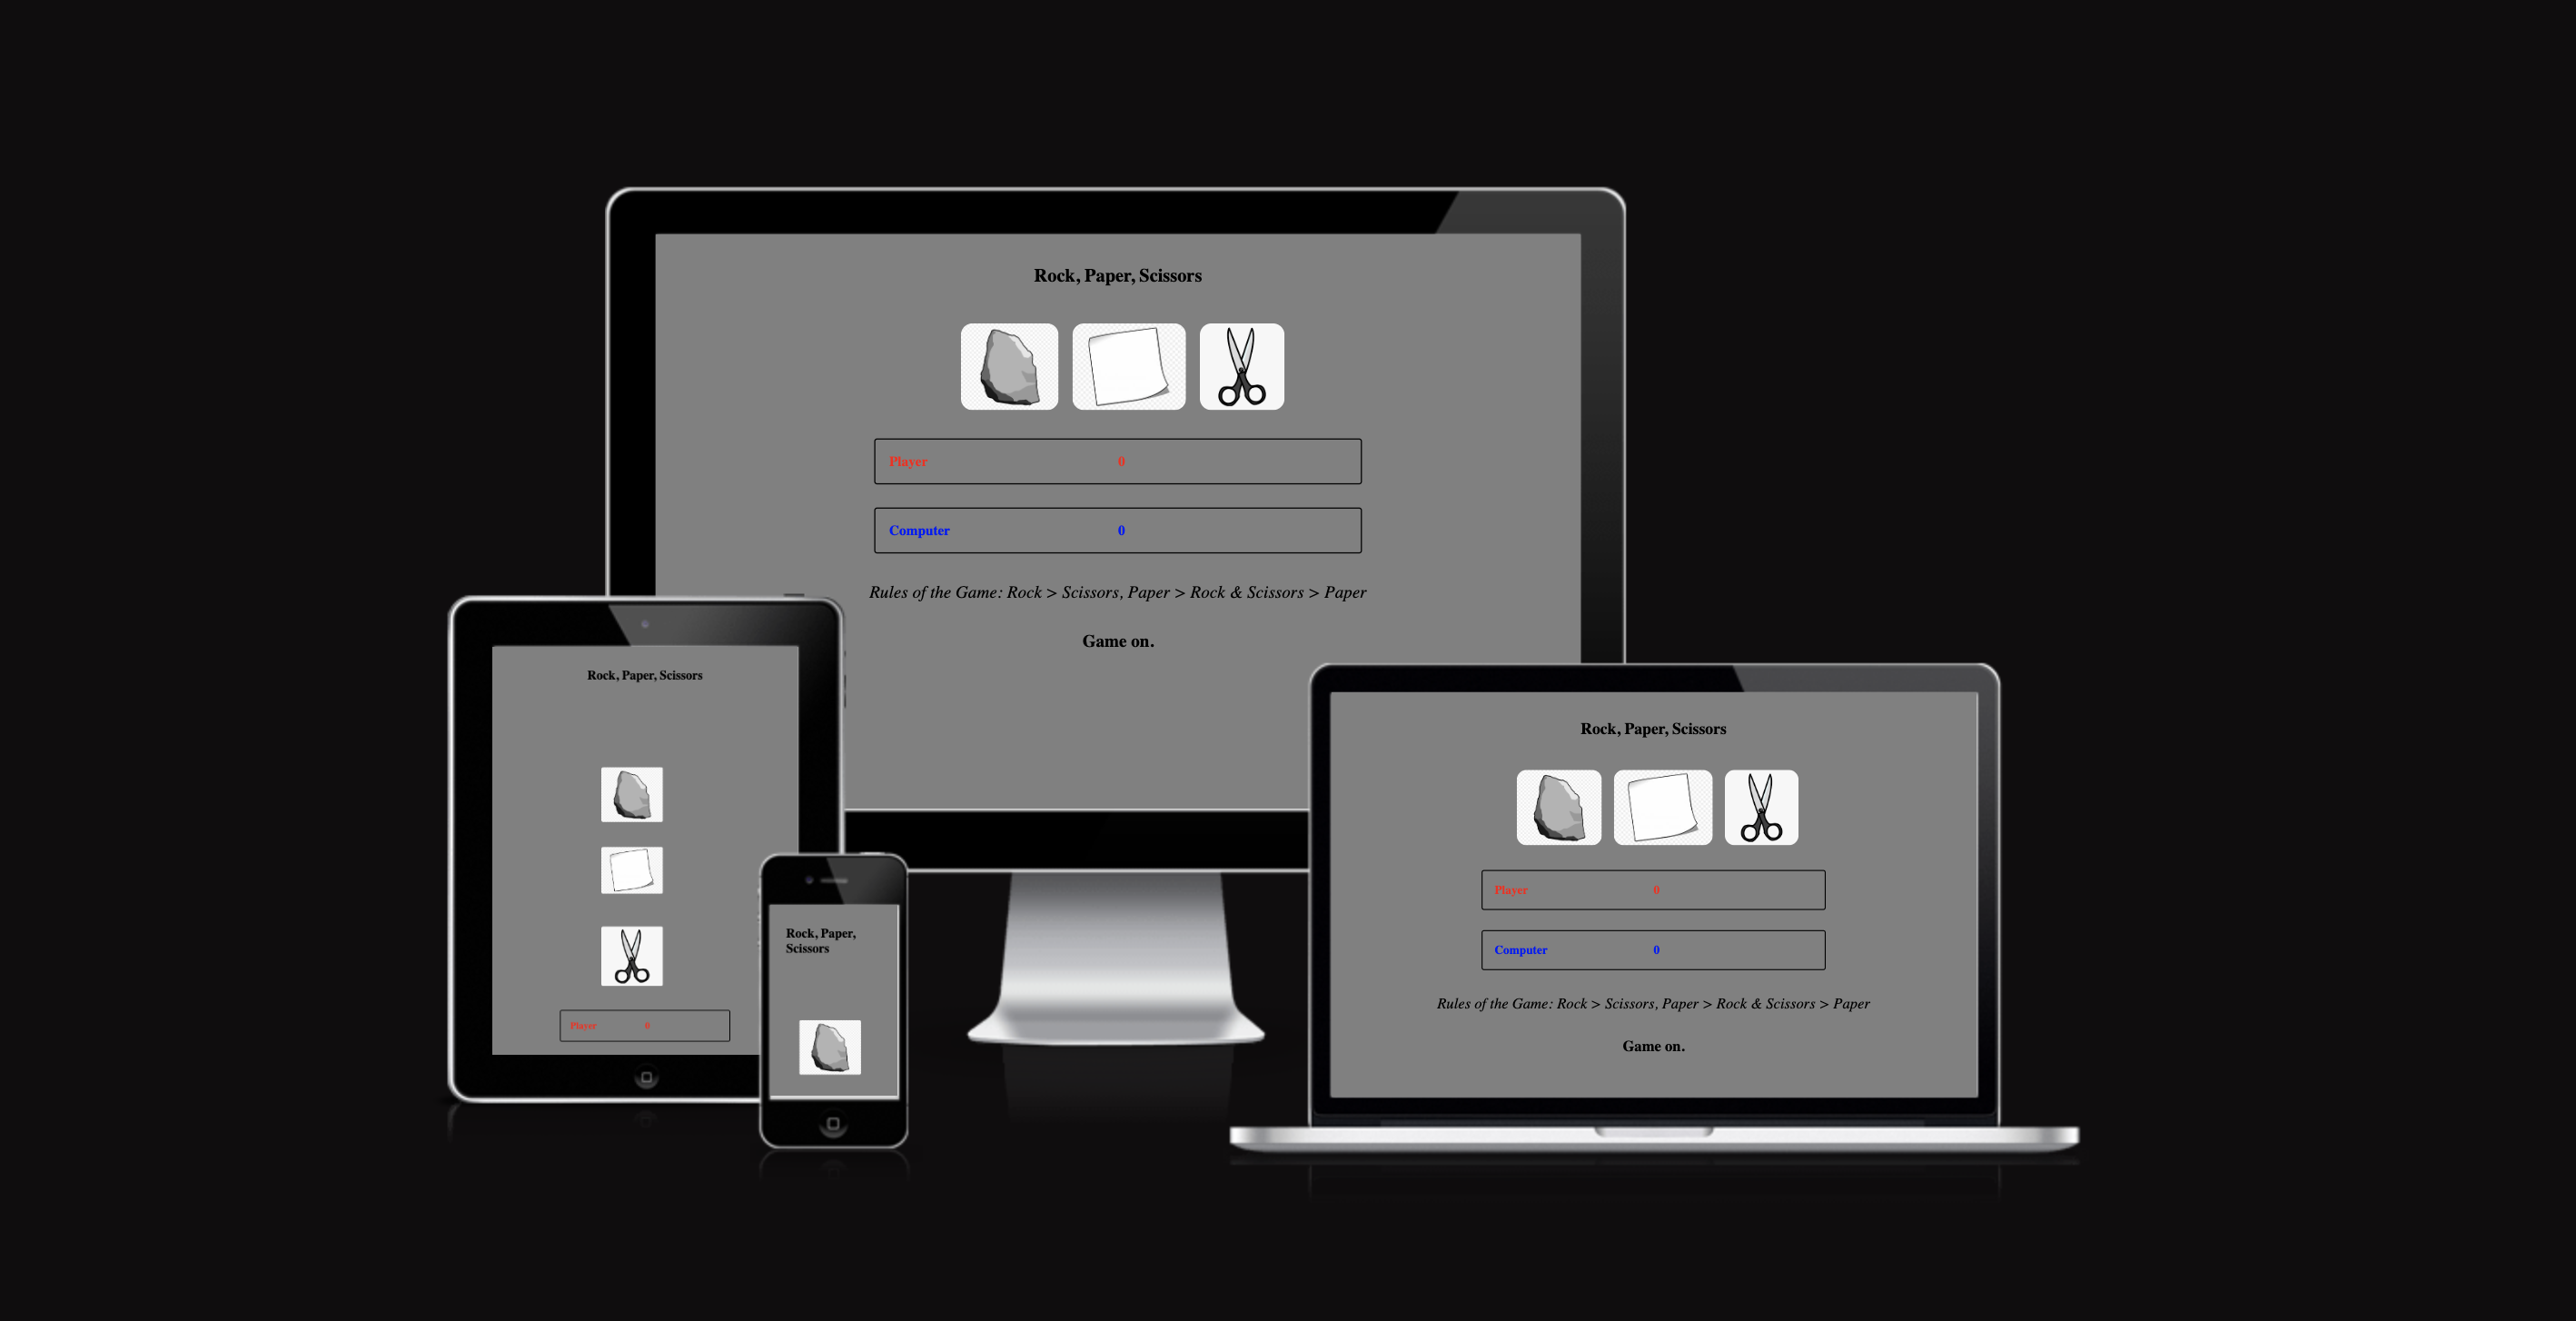 Rock, Paper, Scissors
Player 0
Computer 0
Rules of the Game: Rock > Scissors, Paper > Rock & Scissors > Paper
Game on.
Rock, Paper, Scissors
Player 0
Rock, Paper,
Scissors
Rock, Paper, Scissors
Player 0
Computer 0
Rules of the Game: Rock > Scissors, Paper > Rock & Scissors > Paper
Game on.